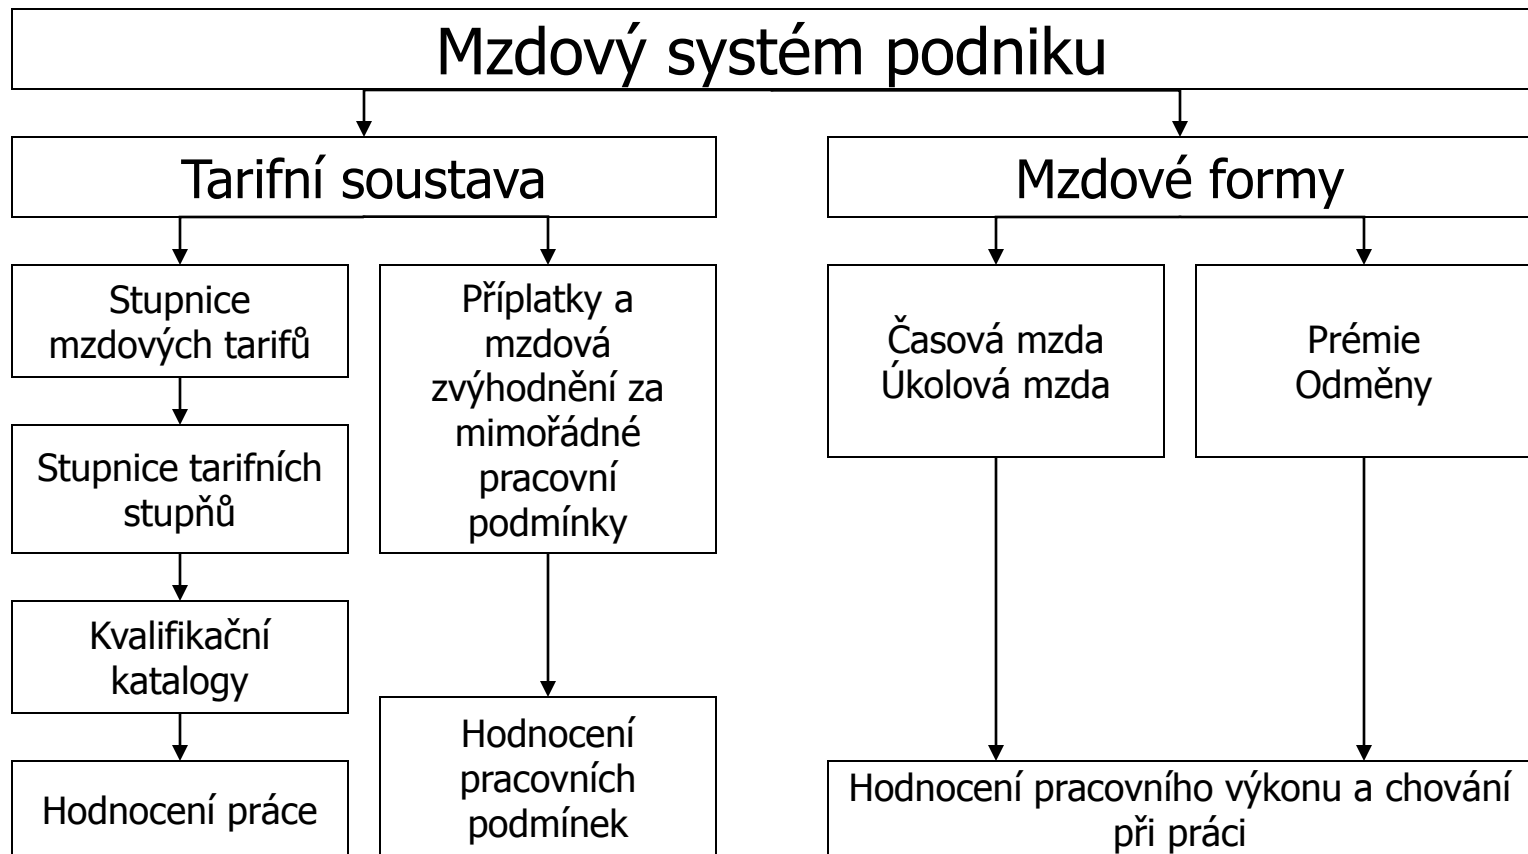 Mzdový systém podniku
Tarifní soustava
Mzdové formy
Stupnice
mzdových tarifů
Příplatky a
mzdová
zvýhodnění za
mimořádné
pracovní
podmínky
Časová mzda
Úkolová mzda
Prémie
Odměny
Stupnice tarifních
stupňů
Kvalifikační
katalogy
Hodnocení práce
Hodnocení
pracovních
podmínek
Hodnocení pracovního výkonu a chování
při práci